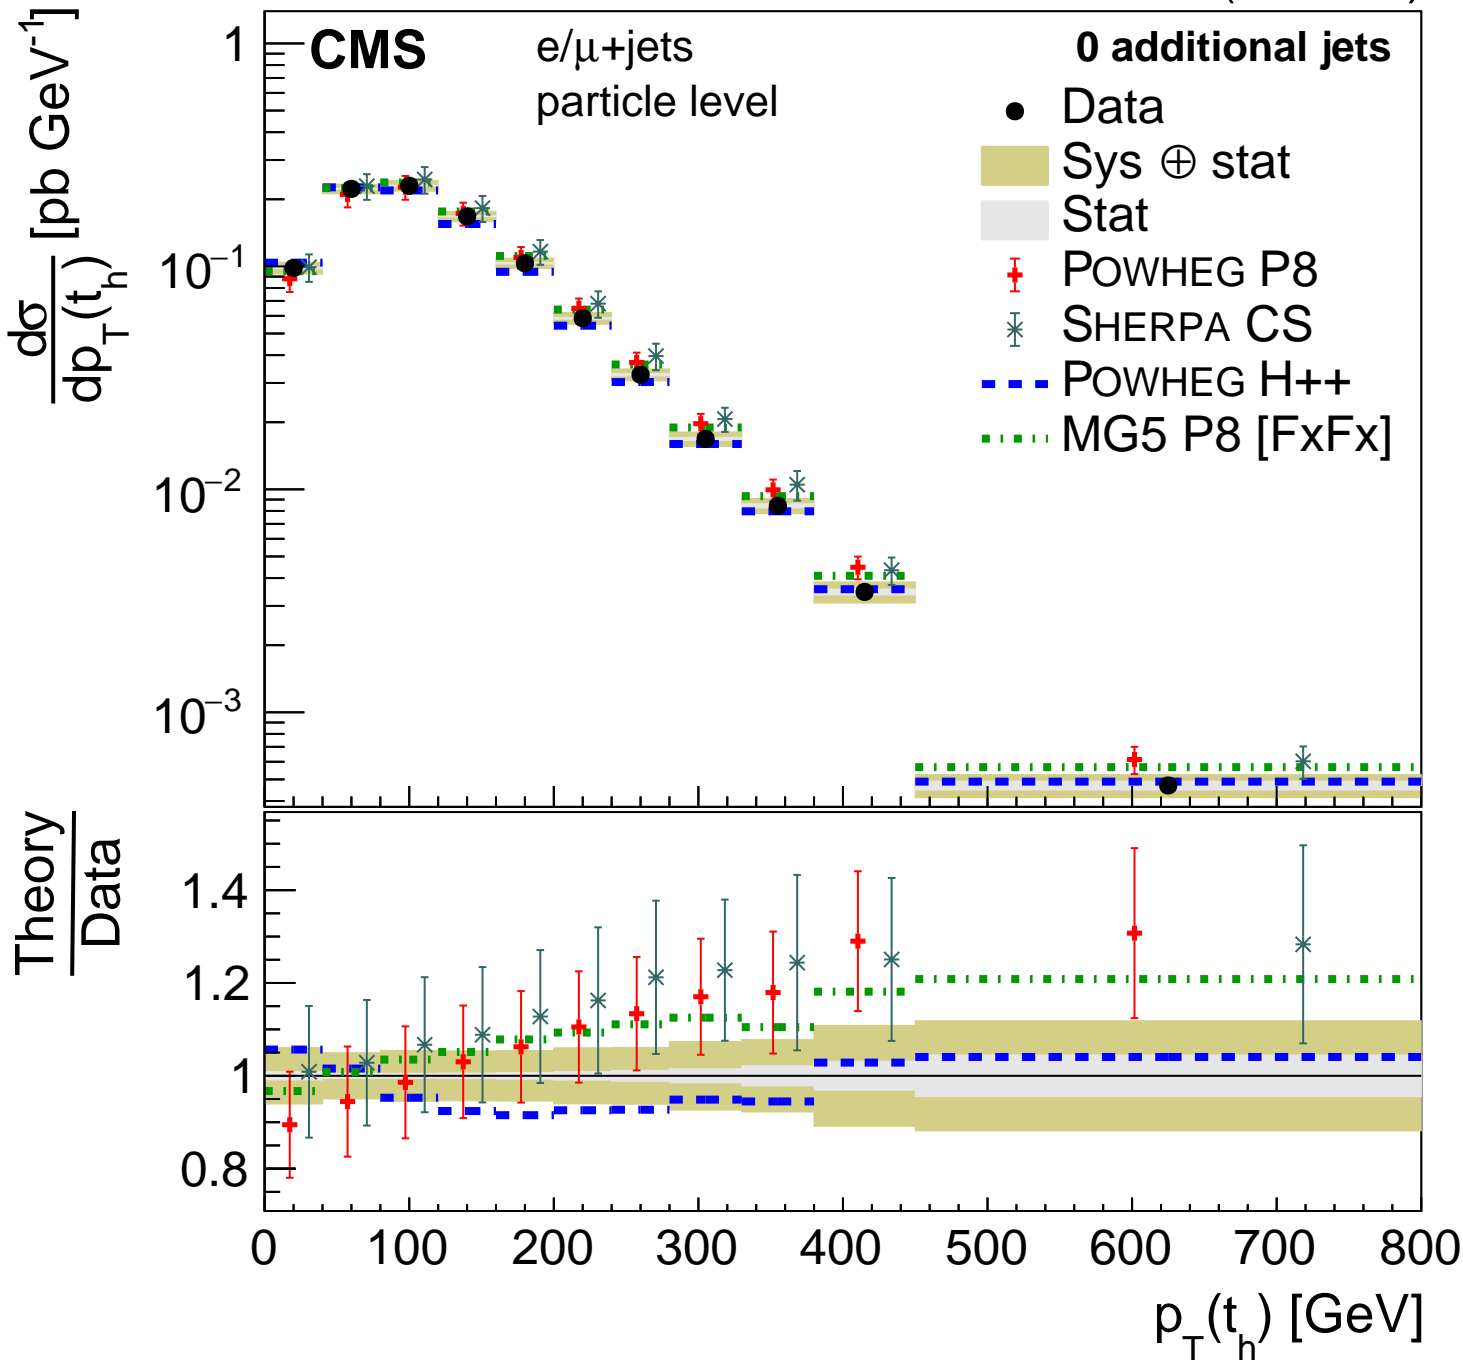 CMS
e/μ+jets
particle level
0 additional jets
Data
Sys ⊕ stat
Stat
POWHEG P8
SHERPA CS
POWHEG H++
MG5 P8 [FxFx]
dσ/dp_T(t_h) [pb GeV^-1]
1
10^−1
10^−2
10^−3
Theory/Data
1.4
1.2
1
0.8
0 100 200 300 400 500 600 700 800
p_T(t_h) [GeV]